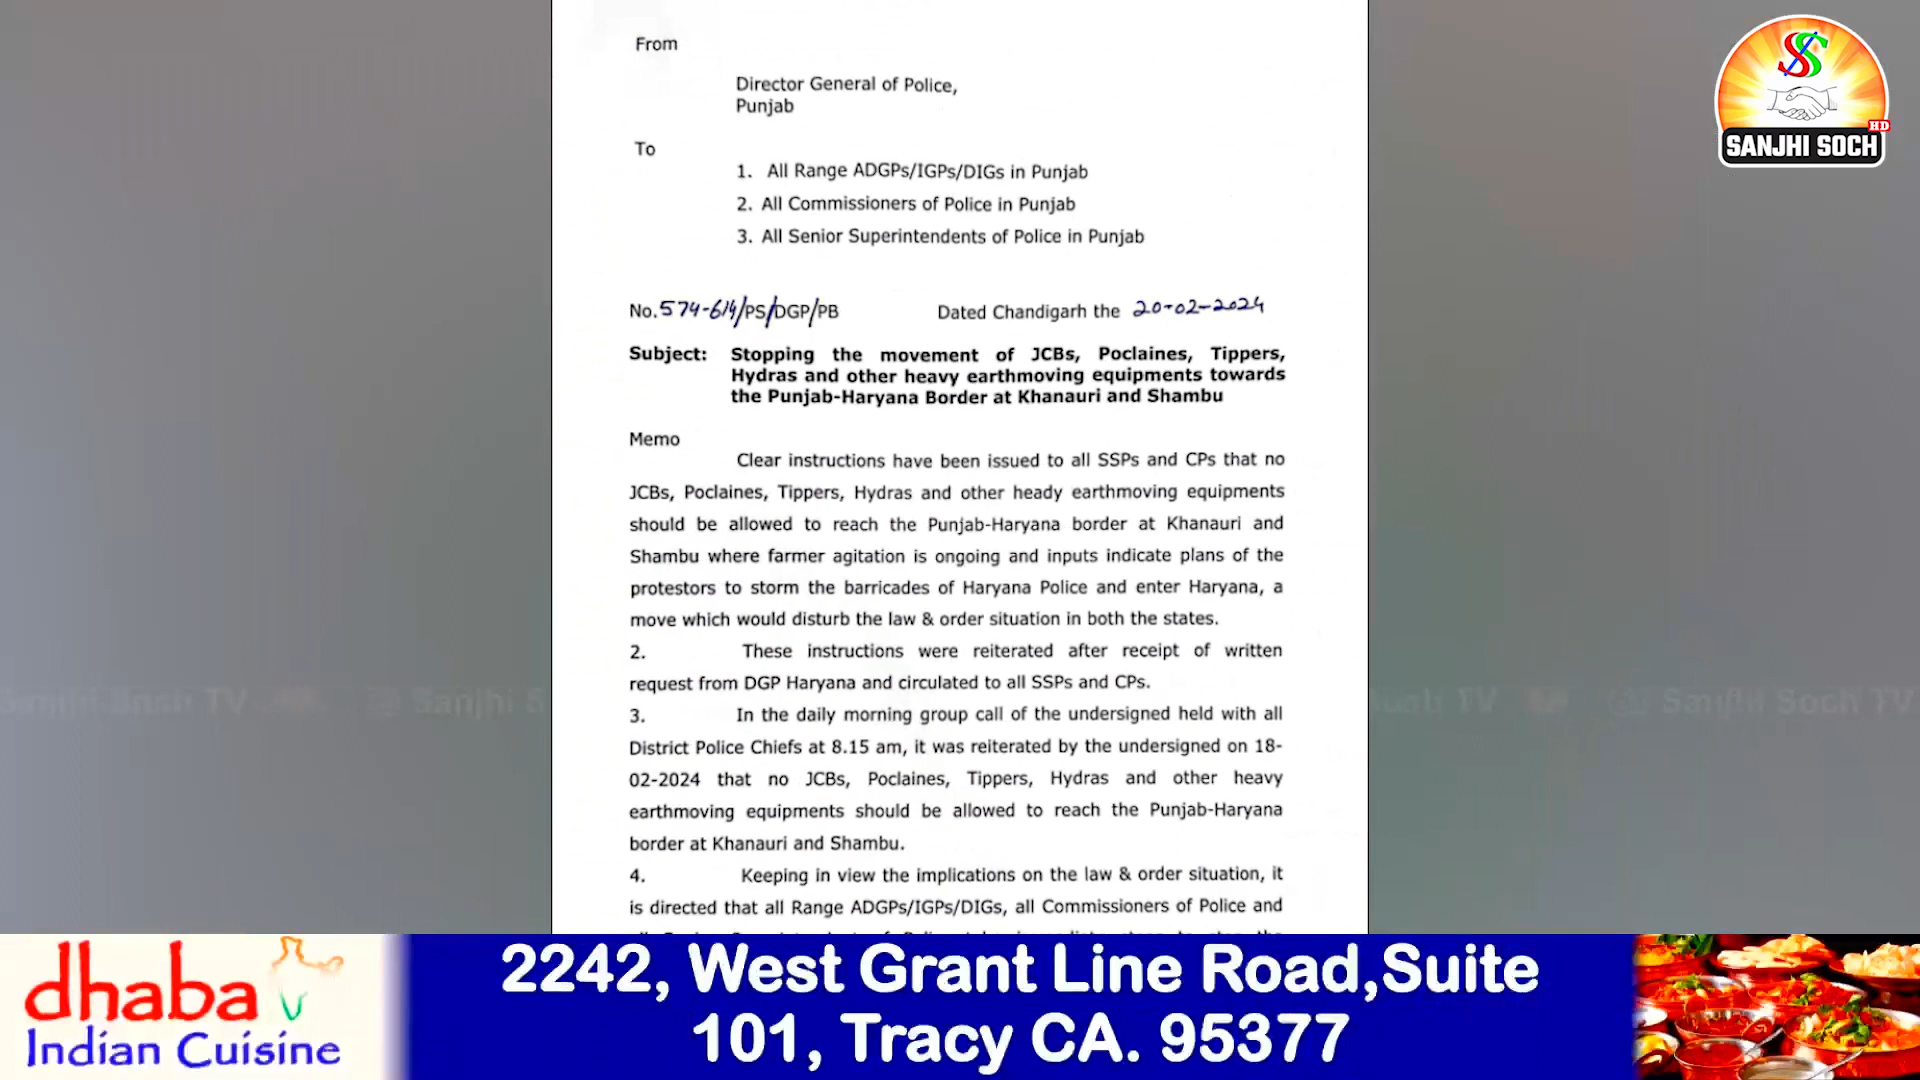 From
Director General of Police,
Punjab
To
1. All Range ADGPs/IGPs/DIGs in Punjab
2. All Commissioners of Police in Punjab
3. All Senior Superintendents of Police in Punjab
No.574-614/PS/DGP/PB Dated Chandigarh the 20-02-2024
Subject: Stopping the movement of JCBs, Poclaines, Tippers,
Hydras and other heavy earthmoving equipments towards
the Punjab-Haryana Border at Khanauri and Shambu
Memo
Clear instructions have been issued to all SSPs and CPs that no
JCBs, Poclaines, Tippers, Hydras and other heady earthmoving equipments
should be allowed to reach the Punjab-Haryana border at Khanauri and
Shambu where farmer agitation is ongoing and inputs indicate plans of the
protestors to storm the barricades of Haryana Police and enter Haryana, a
move which would disturb the law & order situation in both the states.
2. These instructions were reiterated after receipt of written
request from DGP Haryana and circulated to all SSPs and CPs.
3. In the daily morning group call of the undersigned held with all
District Police Chiefs at 8.15 am, it was reiterated by the undersigned on 18-
02-2024 that no JCBs, Poclaines, Tippers, Hydras and other heavy
earthmoving equipments should be allowed to reach the Punjab-Haryana
border at Khanauri and Shambu.
4. Keeping in view the implications on the law & order situation, it
is directed that all Range ADGPs/IGPs/DIGs, all Commissioners of Police and
SS
SANJHI SOCH
HD
Sanjhi Soch TV
Sanjhi S
TV
Sanjhi Soch TV
dhaba
Indian Cuisine
2242, West Grant Line Road,Suite
101, Tracy CA. 95377